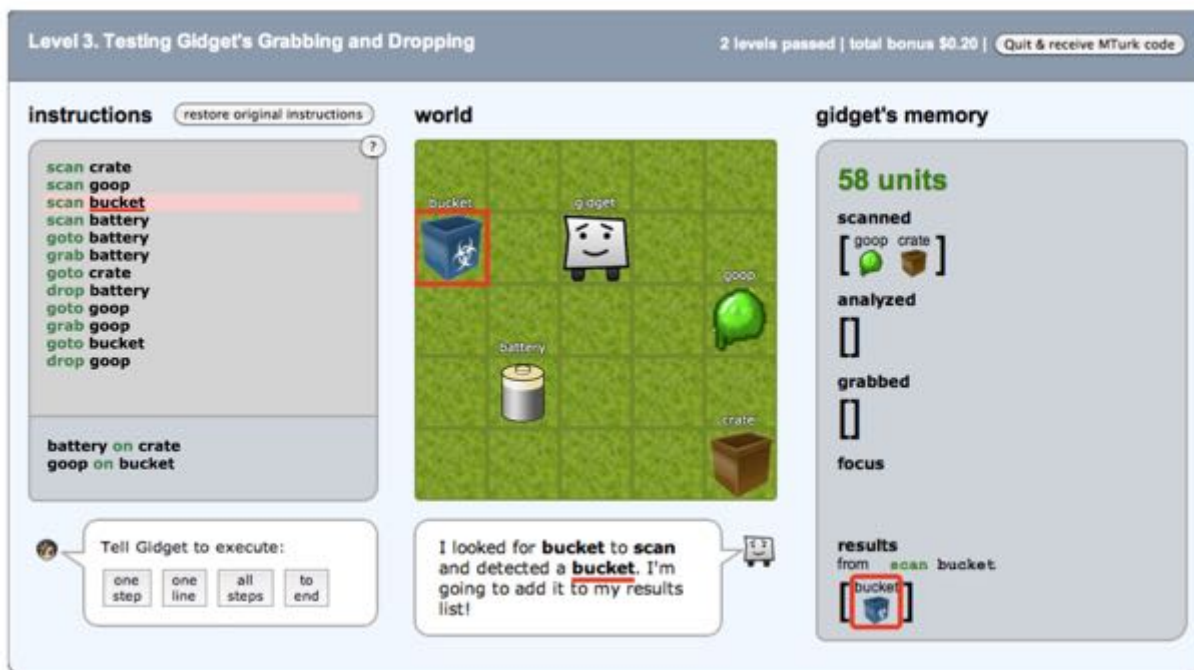 Level 3. Testing Gidget's Grabbing and Dropping
2 levels passed | total bonus $0.20 | Quit & receive MTurk code
instructions
restore original instructions
?
scan crate
scan goop
scan bucket
scan battery
goto battery
grab battery
goto crate
drop battery
goto goop
grab goop
goto bucket
drop goop
battery on crate
goop on bucket
Tell Gidget to execute:
one step
one line
all steps
to end
world
bucket
gidget
goop
battery
crate
I looked for bucket to scan
and detected a bucket. I'm
going to add it to my results
list!
gidget's memory
58 units
scanned
[ goop crate ]
analyzed
[]
grabbed
[]
focus
results
from scan bucket
[ bucket ]